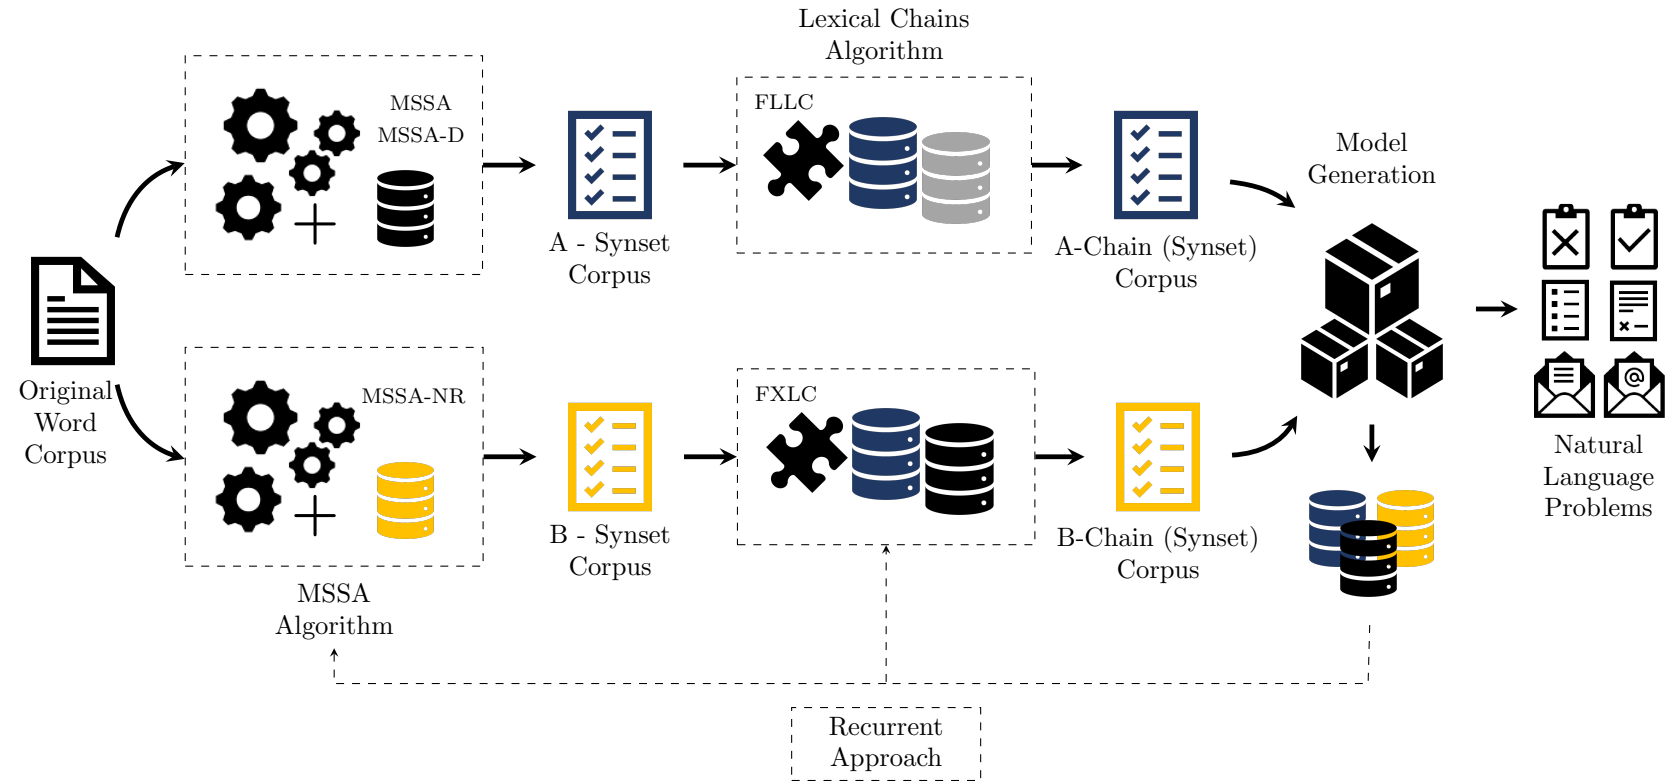 Lexical Chains
Algorithm
MSSA
MSSA-D
FLLC
Model
Generation
A - Synset
Corpus
A-Chain (Synset)
Corpus
Original
Word
Corpus
MSSA-NR
FXLC
@
B - Synset
Corpus
B-Chain (Synset)
Corpus
Natural
Language
Problems
MSSA
Algorithm
Recurrent
Approach